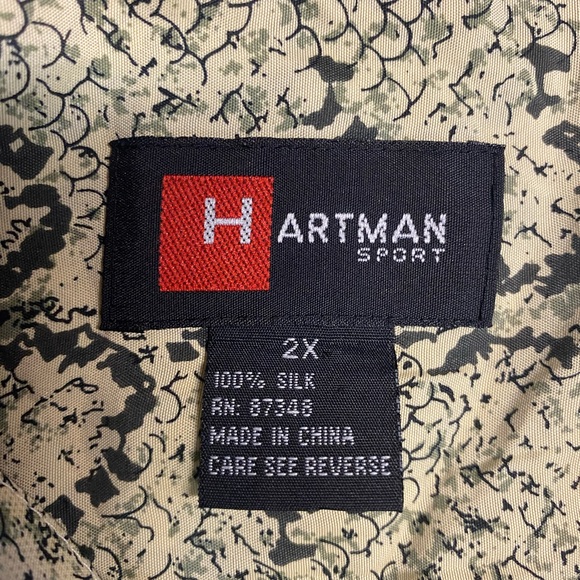 HARTMAN
SPORT
2X
100% SILK
RN: 87348
MADE IN CHINA
CARE SEE REVERSE